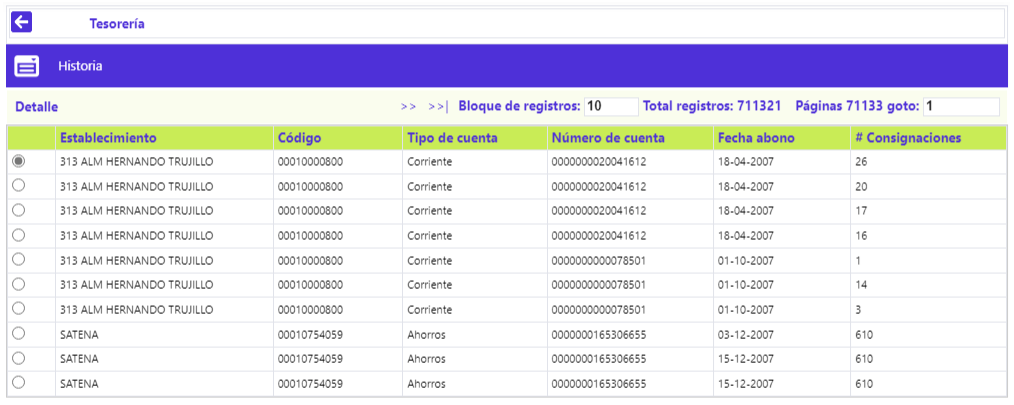 Tesorería
Historia
Detalle >> >>| Bloque de registros: 10 Total registros: 711321 Páginas 71133 goto: 1
Establecimiento Código Tipo de cuenta Número de cuenta Fecha abono # Consignaciones
313 ALM HERNANDO TRUJILLO 00010000800 Corriente 0000000020041612 18-04-2007 26
313 ALM HERNANDO TRUJILLO 00010000800 Corriente 0000000020041612 18-04-2007 20
313 ALM HERNANDO TRUJILLO 00010000800 Corriente 0000000020041612 18-04-2007 17
313 ALM HERNANDO TRUJILLO 00010000800 Corriente 0000000020041612 18-04-2007 16
313 ALM HERNANDO TRUJILLO 00010000800 Corriente 0000000000078501 01-10-2007 1
313 ALM HERNANDO TRUJILLO 00010000800 Corriente 0000000000078501 01-10-2007 14
313 ALM HERNANDO TRUJILLO 00010000800 Corriente 0000000000078501 01-10-2007 3
SATENA 00010754059 Ahorros 0000000165306655 03-12-2007 610
SATENA 00010754059 Ahorros 0000000165306655 15-12-2007 610
SATENA 00010754059 Ahorros 0000000165306655 15-12-2007 610